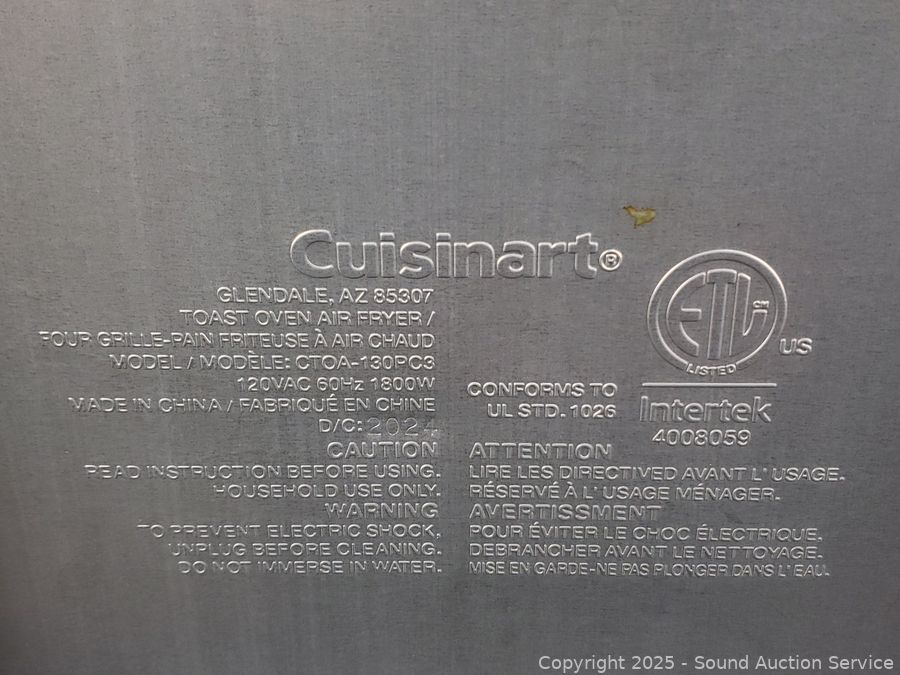 Cuisinart®
GLENDALE, AZ 85307
TOAST OVEN AIR FRYER /
FOUR GRILLE-PAIN FRITEUSE À AIR CHAUD
MODEL / MODÈLE: CTOA-130PC3
120VAC 60Hz 1800W
MADE IN CHINA / FABRIQUÉ EN CHINE
D/C: 2024
CAUTION
READ INSTRUCTION BEFORE USING.
HOUSEHOLD USE ONLY.
WARNING
TO PREVENT ELECTRIC SHOCK,
UNPLUG BEFORE CLEANING.
DO NOT IMMERSE IN WATER.
CONFORMS TO
UL STD. 1026
ETL CM
LISTED
US
Intertek
4008059
ATTENTION
LIRE LES DIRECTIVED AVANT L' USAGE.
RÉSERVÉ À L' USAGE MÉNAGER.
AVERTISSMENT
POUR ÉVITER LE CHOC ÉLECTRIQUE,
DEBRANCHER AVANT LE NETTOYAGE.
MISE EN GARDE-NE PAS PLONGER DANS L' EAU.
Copyright 2025 - Sound Auction Service